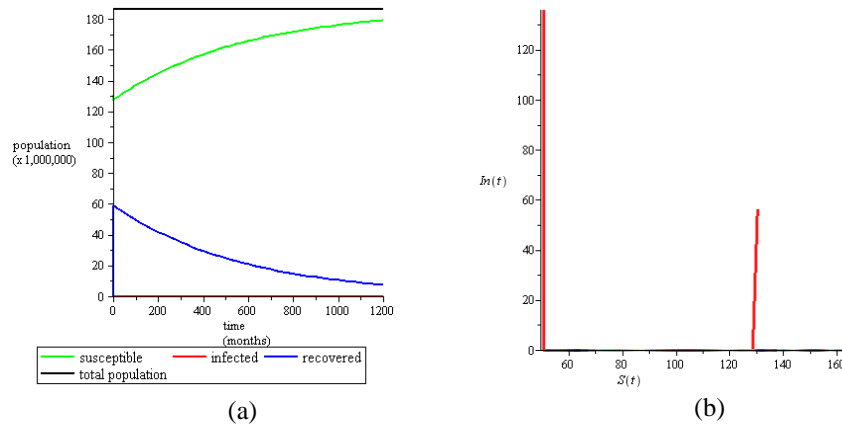 180
160
140
120
population
(x 1,000,000)
100
80
60
40
20
0
0 200 400 600 800 1000 1200
time
(months)
susceptible infected recovered
total population
(a)
120
100
80
In(t)
60
40
20
0
60 80 100 120 140 160
S(t)
(b)